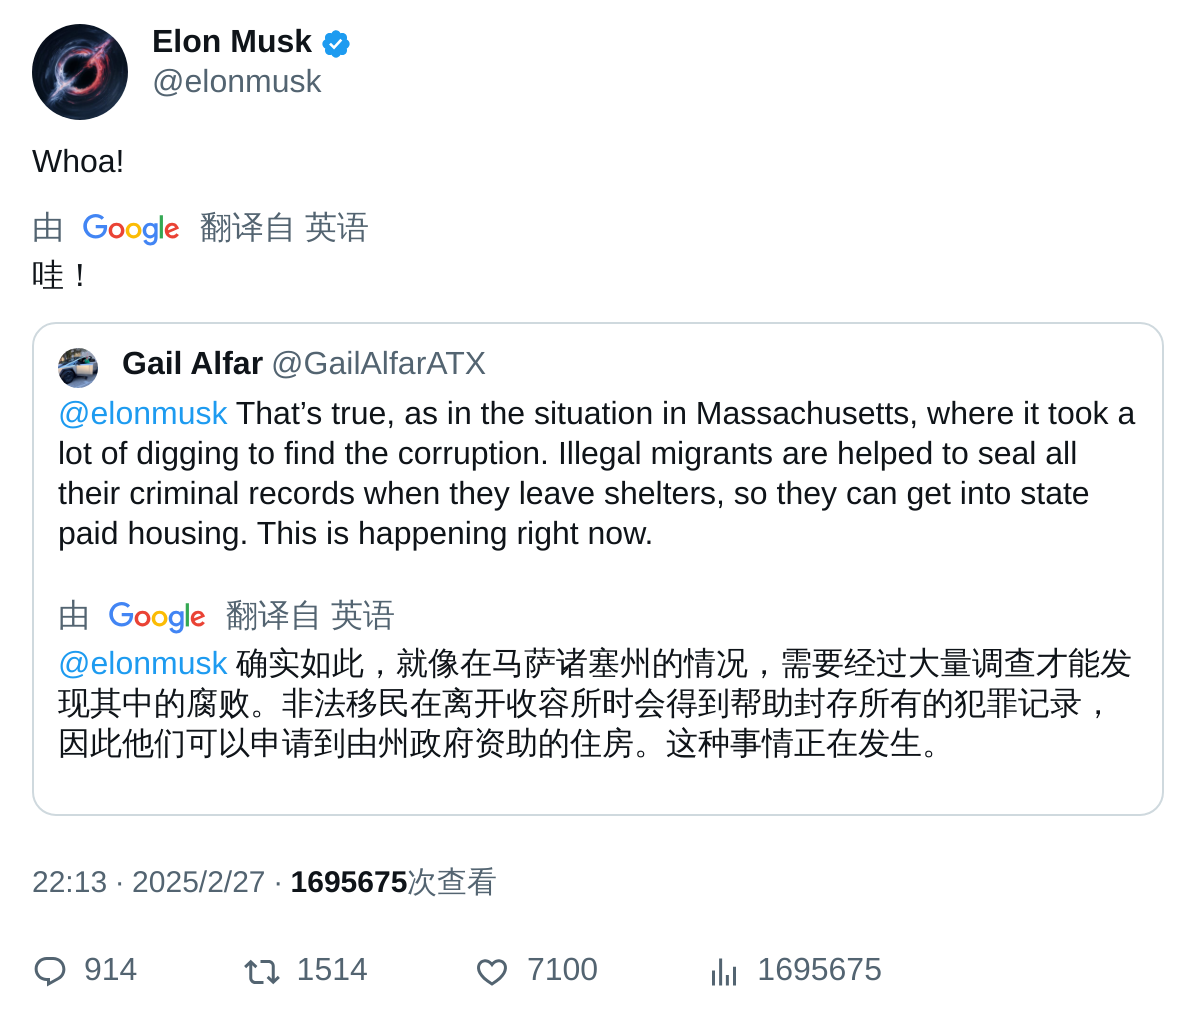 Elon Musk
@elonmusk
Whoa!
由 Google 翻译自 英语
哇！
Gail Alfar @GailAlfarATX
@elonmusk That’s true, as in the situation in Massachusetts, where it took a
lot of digging to find the corruption. Illegal migrants are helped to seal all
their criminal records when they leave shelters, so they can get into state
paid housing. This is happening right now.
由 Google 翻译自 英语
@elonmusk 确实如此，就像在马萨诸塞州的情况，需要经过大量调查才能发
现其中的腐败。非法移民在离开收容所时会得到帮助封存所有的犯罪记录，
因此他们可以申请到由州政府资助的住房。这种事情正在发生。
22:13 · 2025/2/27 · 1695675次查看
914 1514 7100 1695675